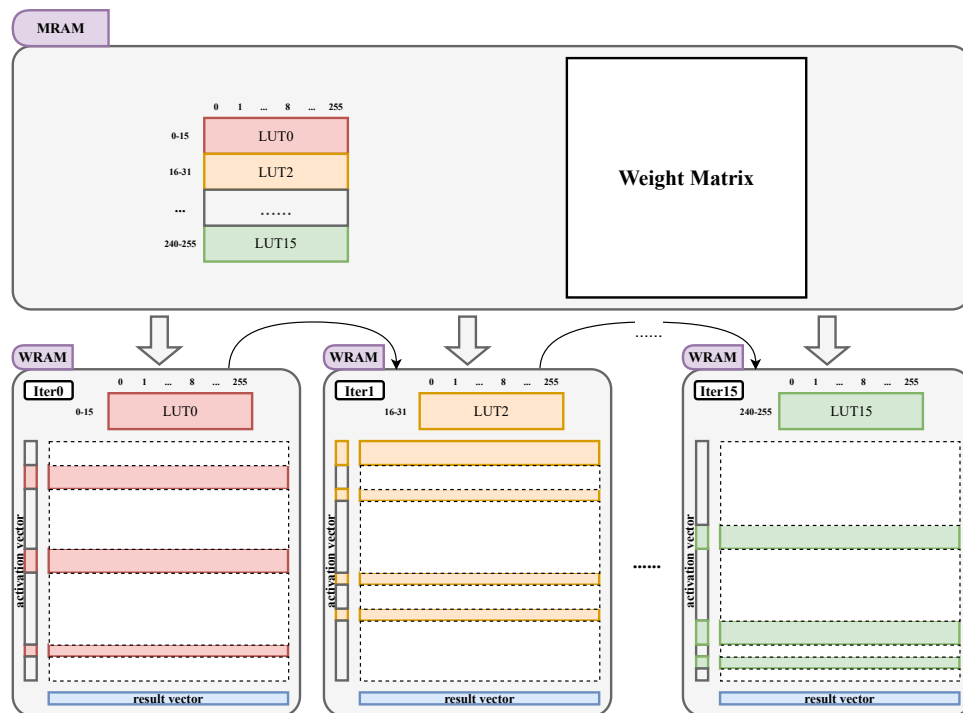 MRAM
0 1 ... 8 ... 255
0-15 LUT0
16-31 LUT2
... ......
240-255 LUT15
Weight Matrix
......
WRAM
Iter0
0 1 ... 8 ... 255
0-15 LUT0
activation vector
result vector
WRAM
Iter1
0 1 ... 8 ... 255
16-31 LUT2
activation vector
result vector
......
WRAM
Iter15
0 1 ... 8 ... 255
240-255 LUT15
activation vector
result vector